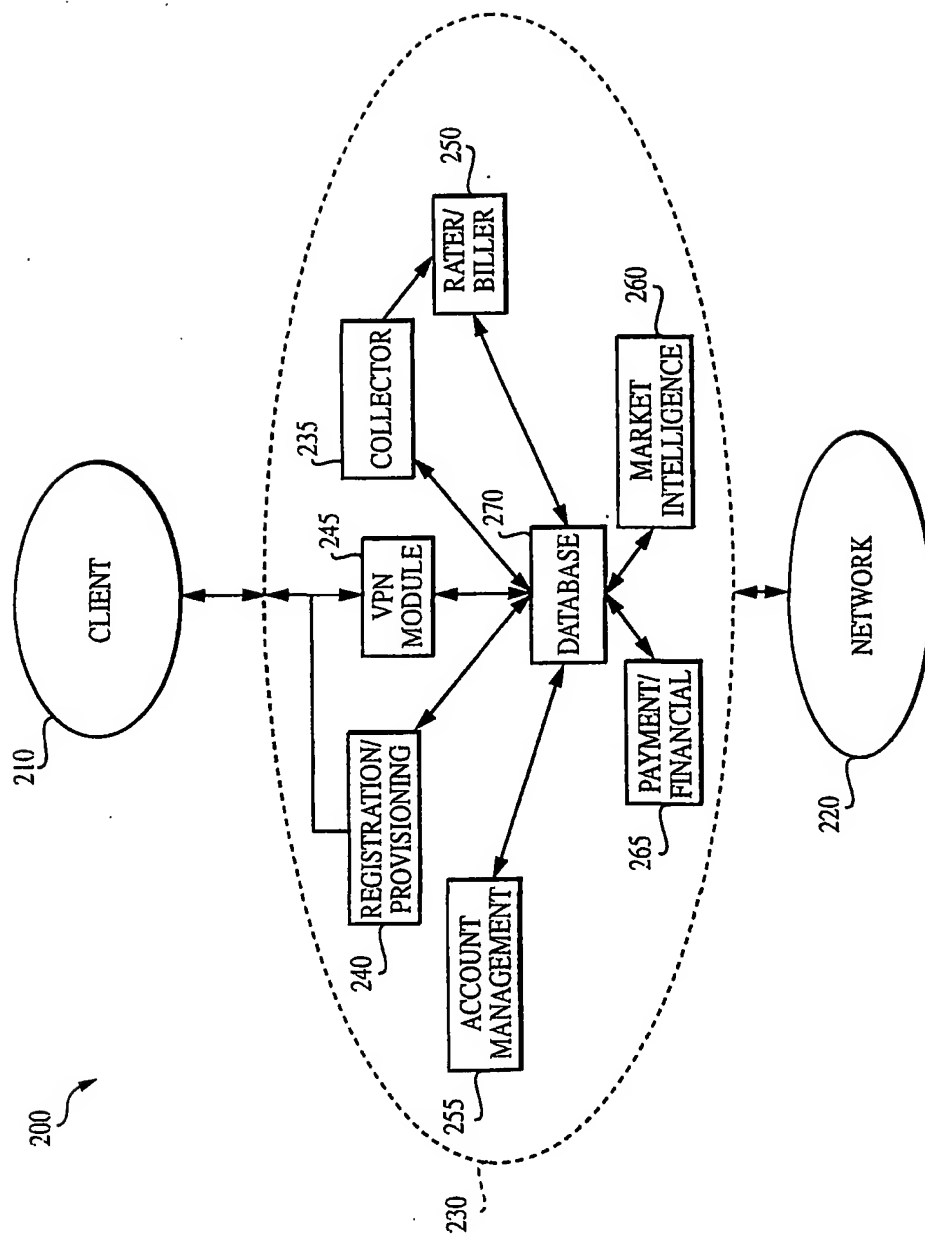 200
210
CLIENT
230
240
REGISTRATION/
PROVISIONING
245
VPN
MODULE
235
COLLECTOR
250
RATER/
BILLER
255
ACCOUNT
MANAGEMENT
270
DATABASE
265
PAYMENT/
FINANCIAL
260
MARKET
INTELLIGENCE
220
NETWORK